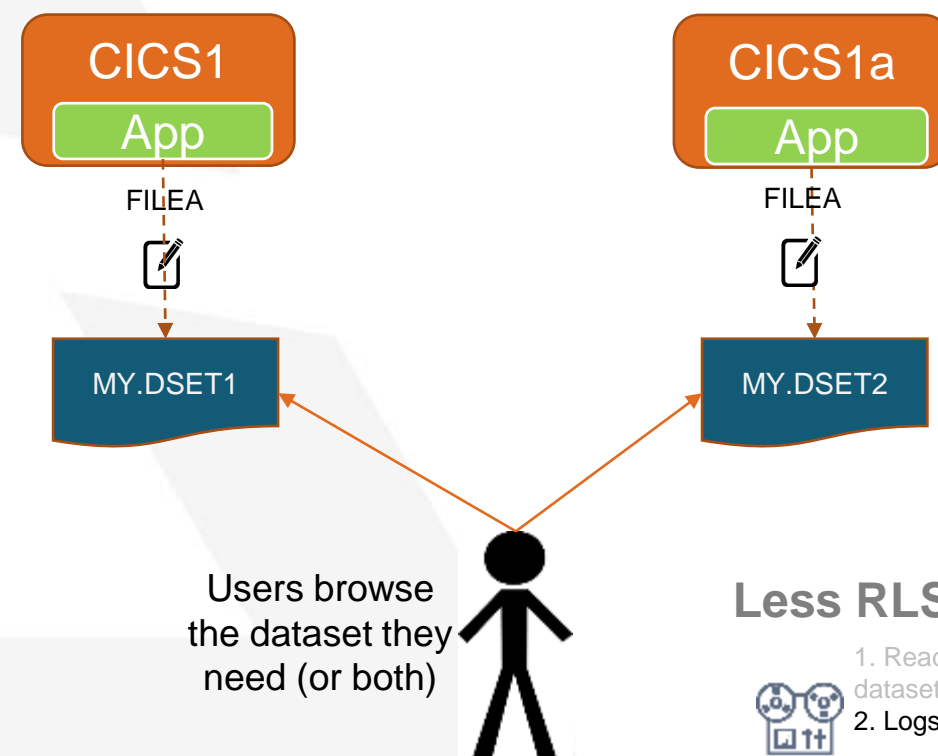 CICS1
App
FILEA
MY.DSET1
CICS1a
App
FILEA
MY.DSET2
Users browse
the dataset they
need (or both)
Less RLS
1. Read
dataset
2. Logs